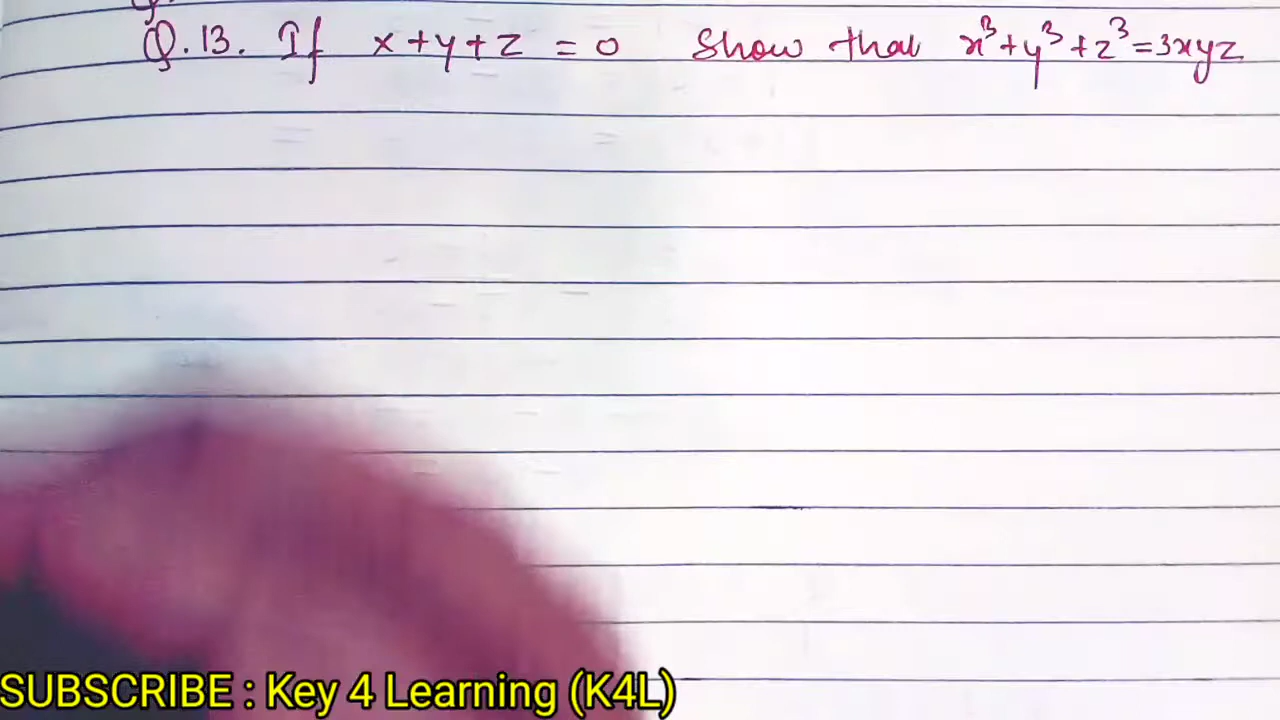 Q.13. If x+y+z = 0 Show that x³+y³+z³=3xyz
SUBSCRIBE : Key 4 Learning (K4L)